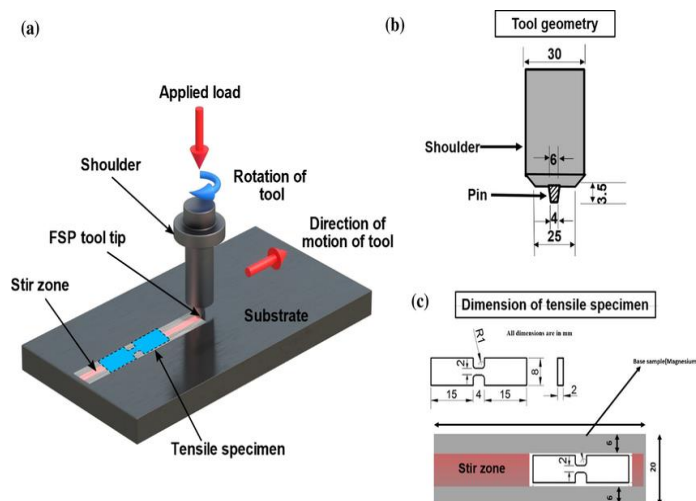 (a)
Applied load
Shoulder
Rotation of
tool
FSP tool tip
Direction of
motion of tool
Stir zone
Substrate
Tensile specimen
(b)
Tool geometry
30
Shoulder
6
Pin
3.5
4
25
(c)
Dimension of tensile specimen
R1
All dimensions are in mm
Base sample(Magnesium
2
8
15
4
15
2
6
Stir zone
2
20
6